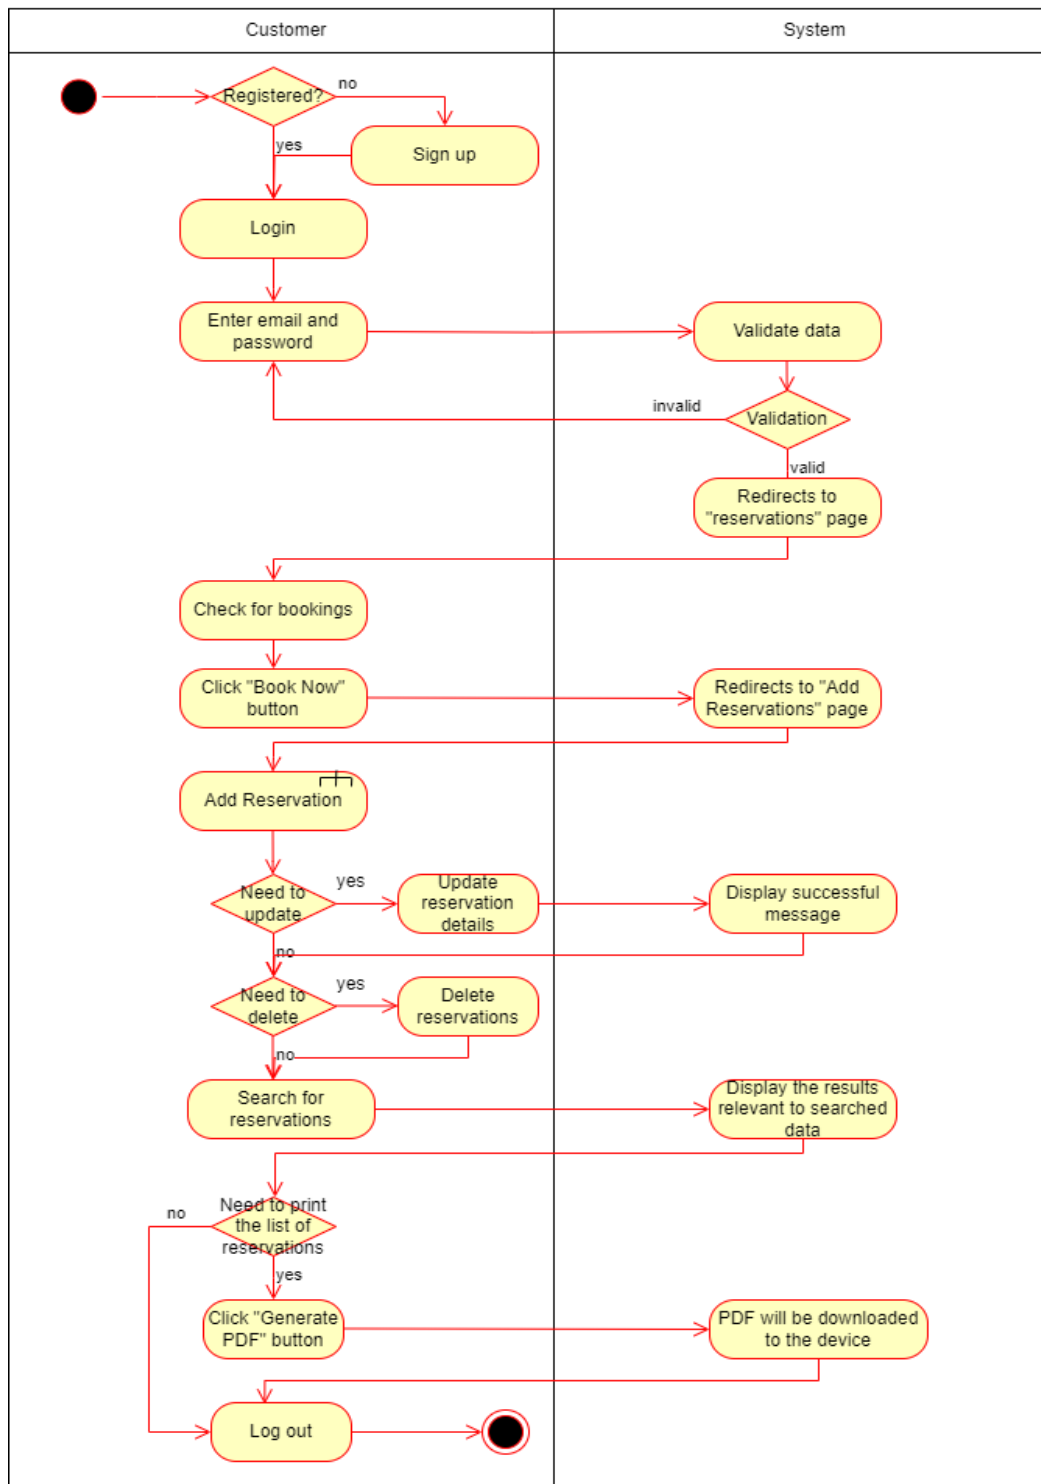 Customer
System
Registered?
no
yes
Sign up
Login
Enter email and
password
Validate data
invalid
Validation
valid
Redirects to
"reservations" page
Check for bookings
Click "Book Now"
button
Redirects to "Add
Reservations" page
Add Reservation
Need to
update
yes
Update
reservation
details
Display successful
message
no
Need to
delete
yes
Delete
reservations
no
Search for
reservations
Display the results
relevant to searched
data
Need to print
the list of
reservations
no
yes
Click "Generate
PDF" button
PDF will be downloaded
to the device
Log out